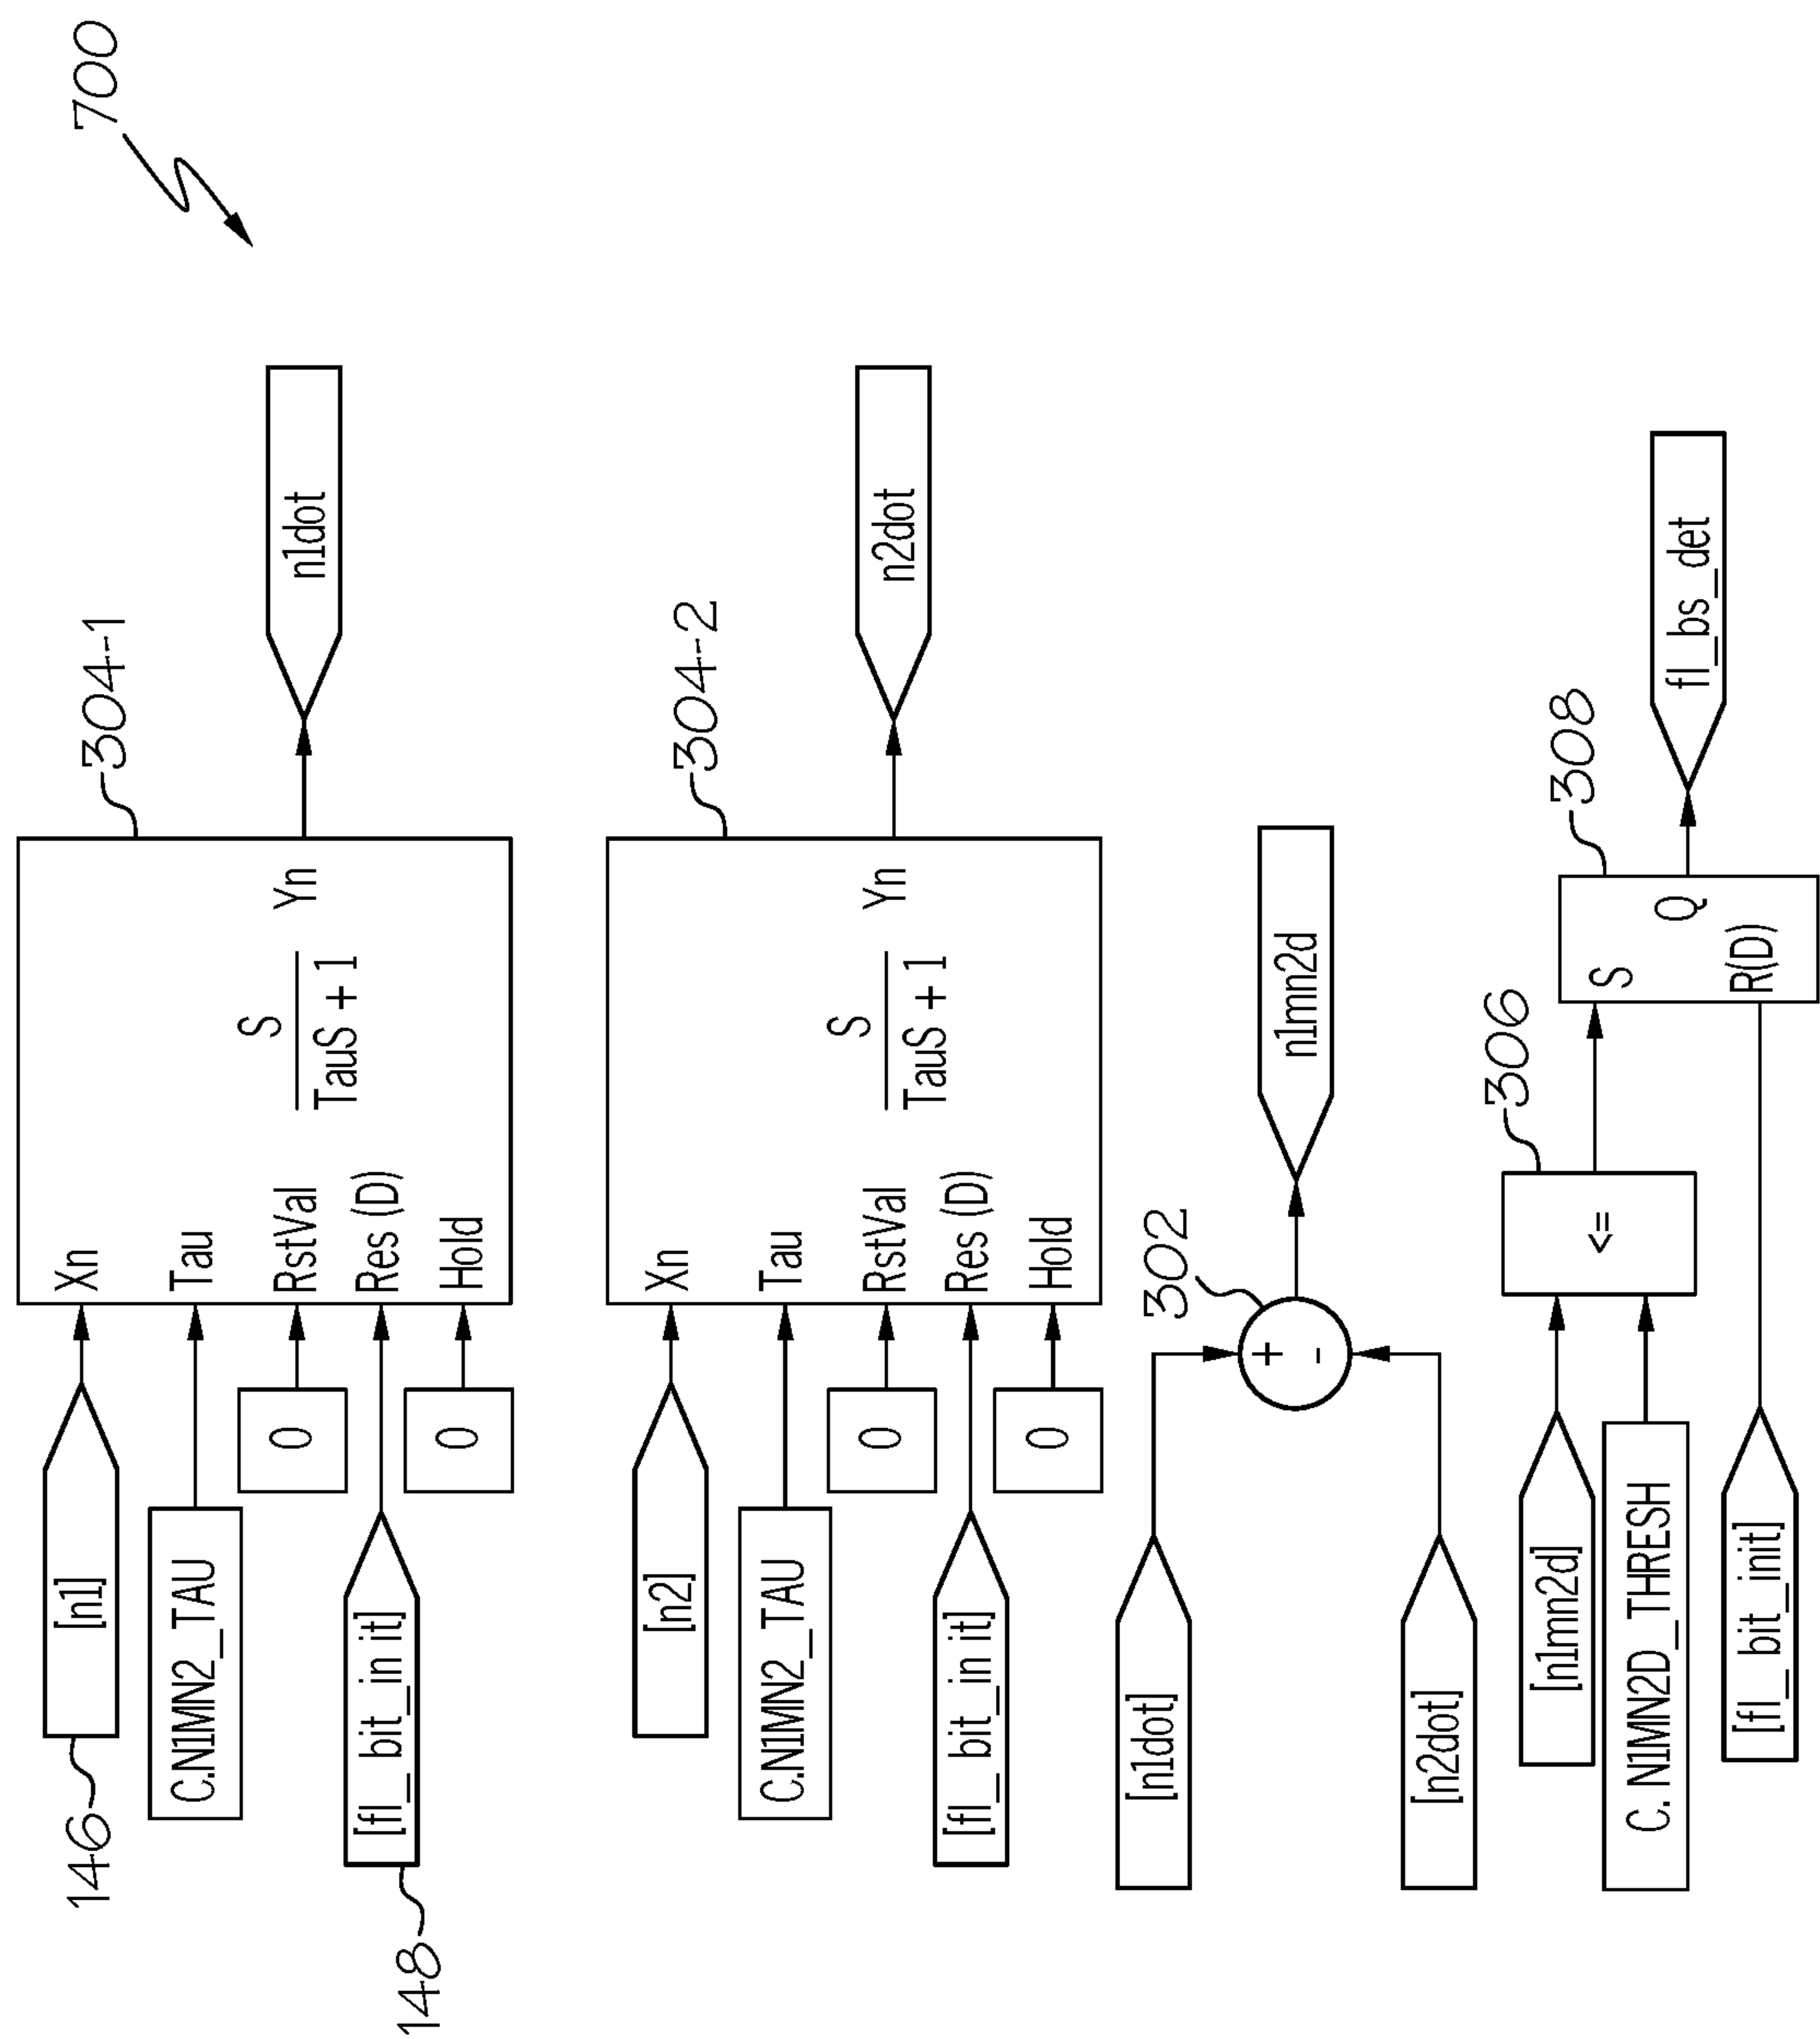 700
304-1
146
[n1]
Xn
C.N1MN2_TAU
Tau
0
RstVal
S
TauS + 1
Yn
n1dot
148
[fl_bit_in it]
Res (D)
0
Hold
304-2
[n2]
Xn
C.N1MN2_TAU
Tau
0
RstVal
S
TauS + 1
Yn
n2dot
[fl_bit_in it]
Res (D)
0
Hold
302
[n1dot]
+
-
n1mn2d
[n2dot]
306
308
[n1mn2d]
<=
S
C. N1MN2D_THRESH
Q
fl_bs_det
[fl_bit_init]
R(D)